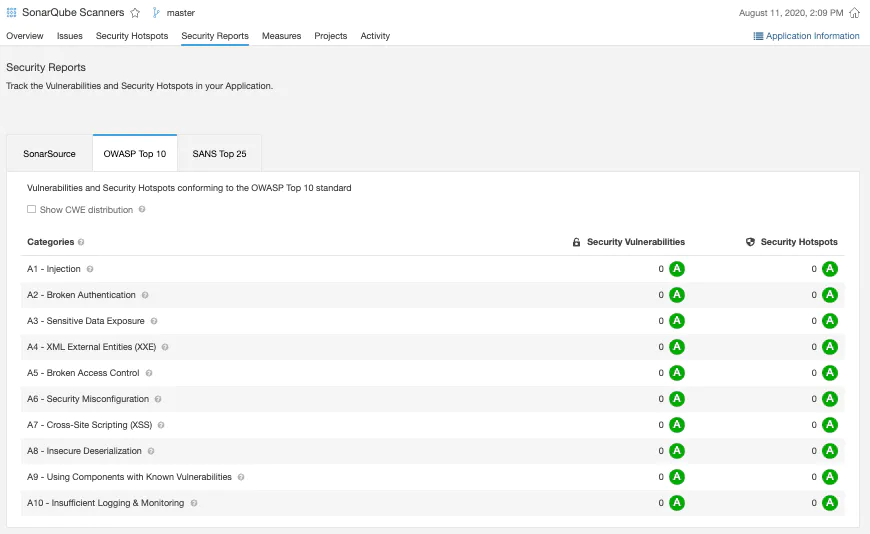 SonarQube Scanners master August 11, 2020, 2:09 PM
Overview Issues Security Hotspots Security Reports Measures Projects Activity Application Information
Security Reports
Track the Vulnerabilities and Security Hotspots in your Application.
SonarSource OWASP Top 10 SANS Top 25
Vulnerabilities and Security Hotspots conforming to the OWASP Top 10 standard
Show CWE distribution ?
Categories ? Security Vulnerabilities Security Hotspots
A1 - Injection ? 0 A 0 A
A2 - Broken Authentication ? 0 A 0 A
A3 - Sensitive Data Exposure ? 0 A 0 A
A4 - XML External Entities (XXE) ? 0 A 0 A
A5 - Broken Access Control ? 0 A 0 A
A6 - Security Misconfiguration ? 0 A 0 A
A7 - Cross-Site Scripting (XSS) ? 0 A 0 A
A8 - Insecure Deserialization ? 0 A 0 A
A9 - Using Components with Known Vulnerabilities ? 0 A 0 A
A10 - Insufficient Logging & Monitoring ? 0 A 0 A